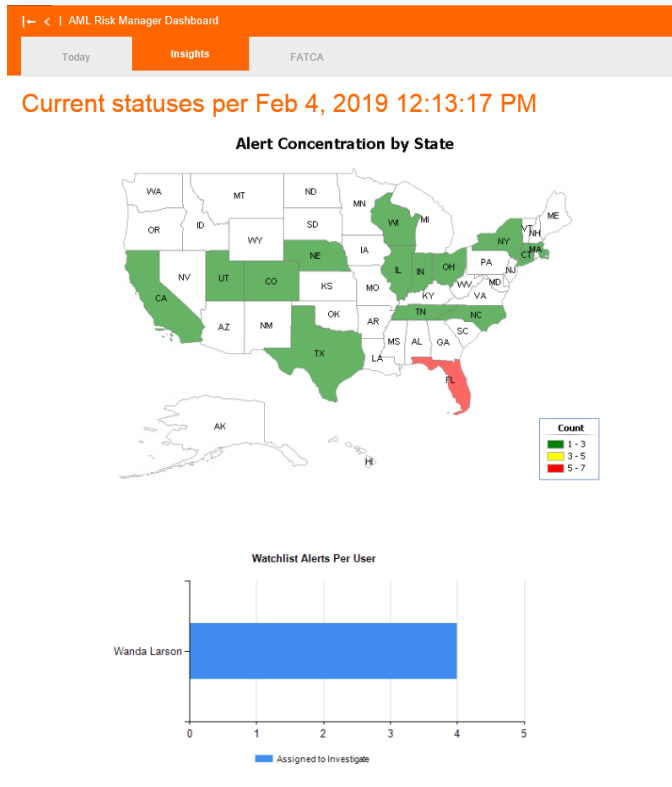 AML Risk Manager Dashboard
Today Insights FATCA
Current statuses per Feb 4, 2019 12:13:17 PM
Alert Concentration by State
WA MT ND MN ME
OR ID SD WI MI VT NH
WY NY MA
NE IA CT
NV UT CO IL IN OH PA NJ
CA KS MO WV MD
KY VA
AZ NM OK AR TN NC
SC
TX MS AL GA
LA
FL
AK
HI
Count
1 - 3
3 - 5
5 - 7
Watchlist Alerts Per User
Wanda Larson
0 1 2 3 4 5
Assigned to Investigate